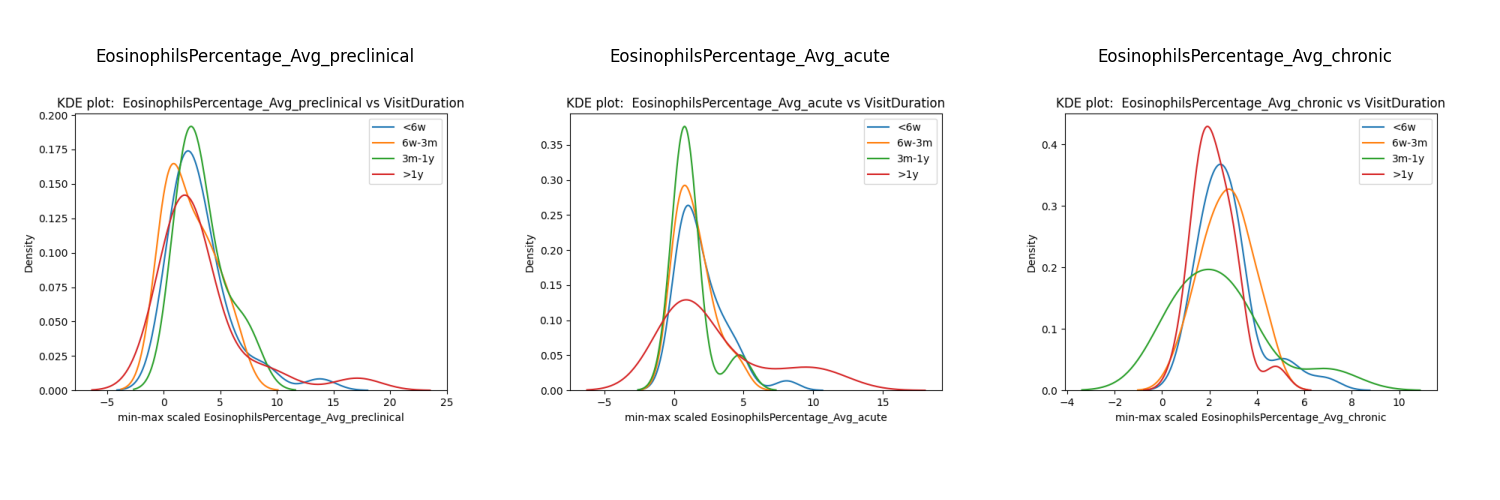 EosinophilsPercentage_Avg_preclinical
KDE plot:  EosinophilsPercentage_Avg_preclinical vs VisitDuration
0.200
0.175
0.150
0.125
0.100
0.075
0.050
0.025
0.000
Density
<6w
6w-3m
3m-1y
>1y
−5
0
5
10
15
20
25
min-max scaled EosinophilsPercentage_Avg_preclinical
EosinophilsPercentage_Avg_acute
KDE plot:  EosinophilsPercentage_Avg_acute vs VisitDuration
0.35
0.30
0.25
0.20
0.15
0.10
0.05
0.00
Density
<6w
6w-3m
3m-1y
>1y
−5
0
5
10
15
min-max scaled EosinophilsPercentage_Avg_acute
EosinophilsPercentage_Avg_chronic
KDE plot:  EosinophilsPercentage_Avg_chronic vs VisitDuration
0.4
0.3
0.2
0.1
0.0
Density
<6w
6w-3m
3m-1y
>1y
−4
−2
0
2
4
6
8
10
min-max scaled EosinophilsPercentage_Avg_chronic